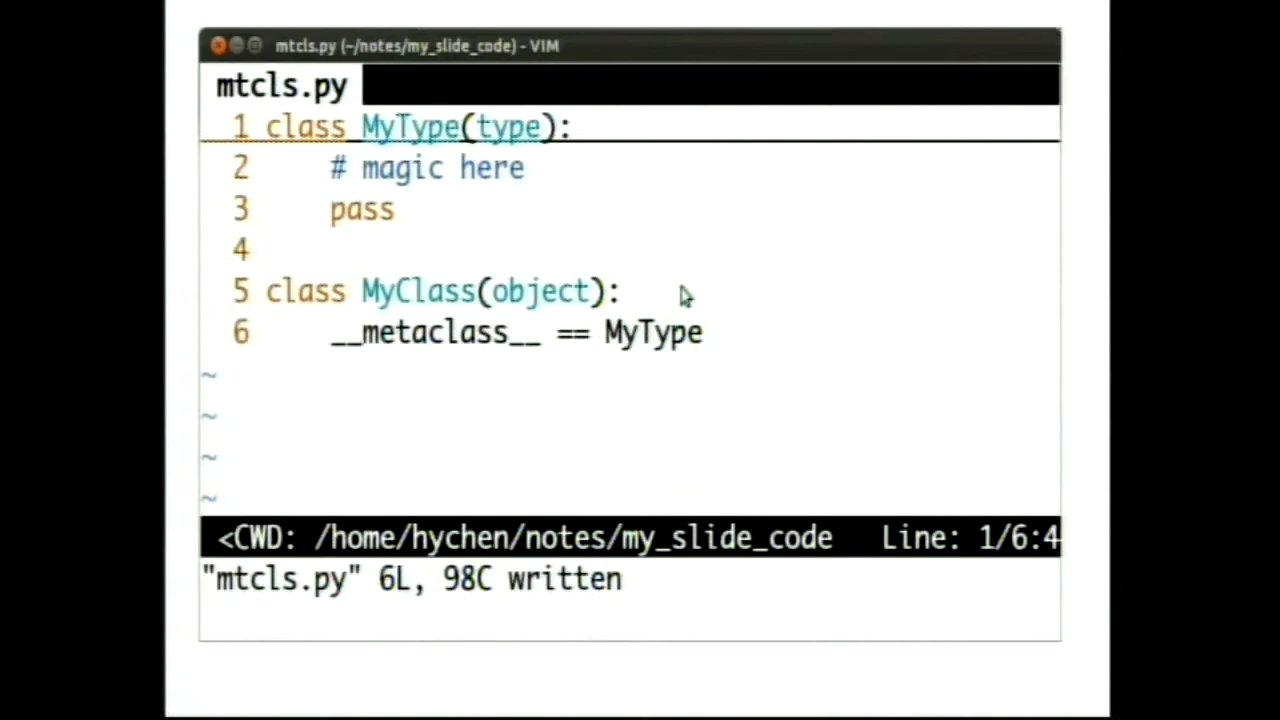 mtcls.py (~/notes/my_slide_code) - VIM
mtcls.py
1 class MyType(type):
2     # magic here
3     pass
4
5 class MyClass(object):
6     __metaclass__ == MyType
~
~
~
~
<CWD: /home/hychen/notes/my_slide_code   Line: 1/6:4
"mtcls.py" 6L, 98C written